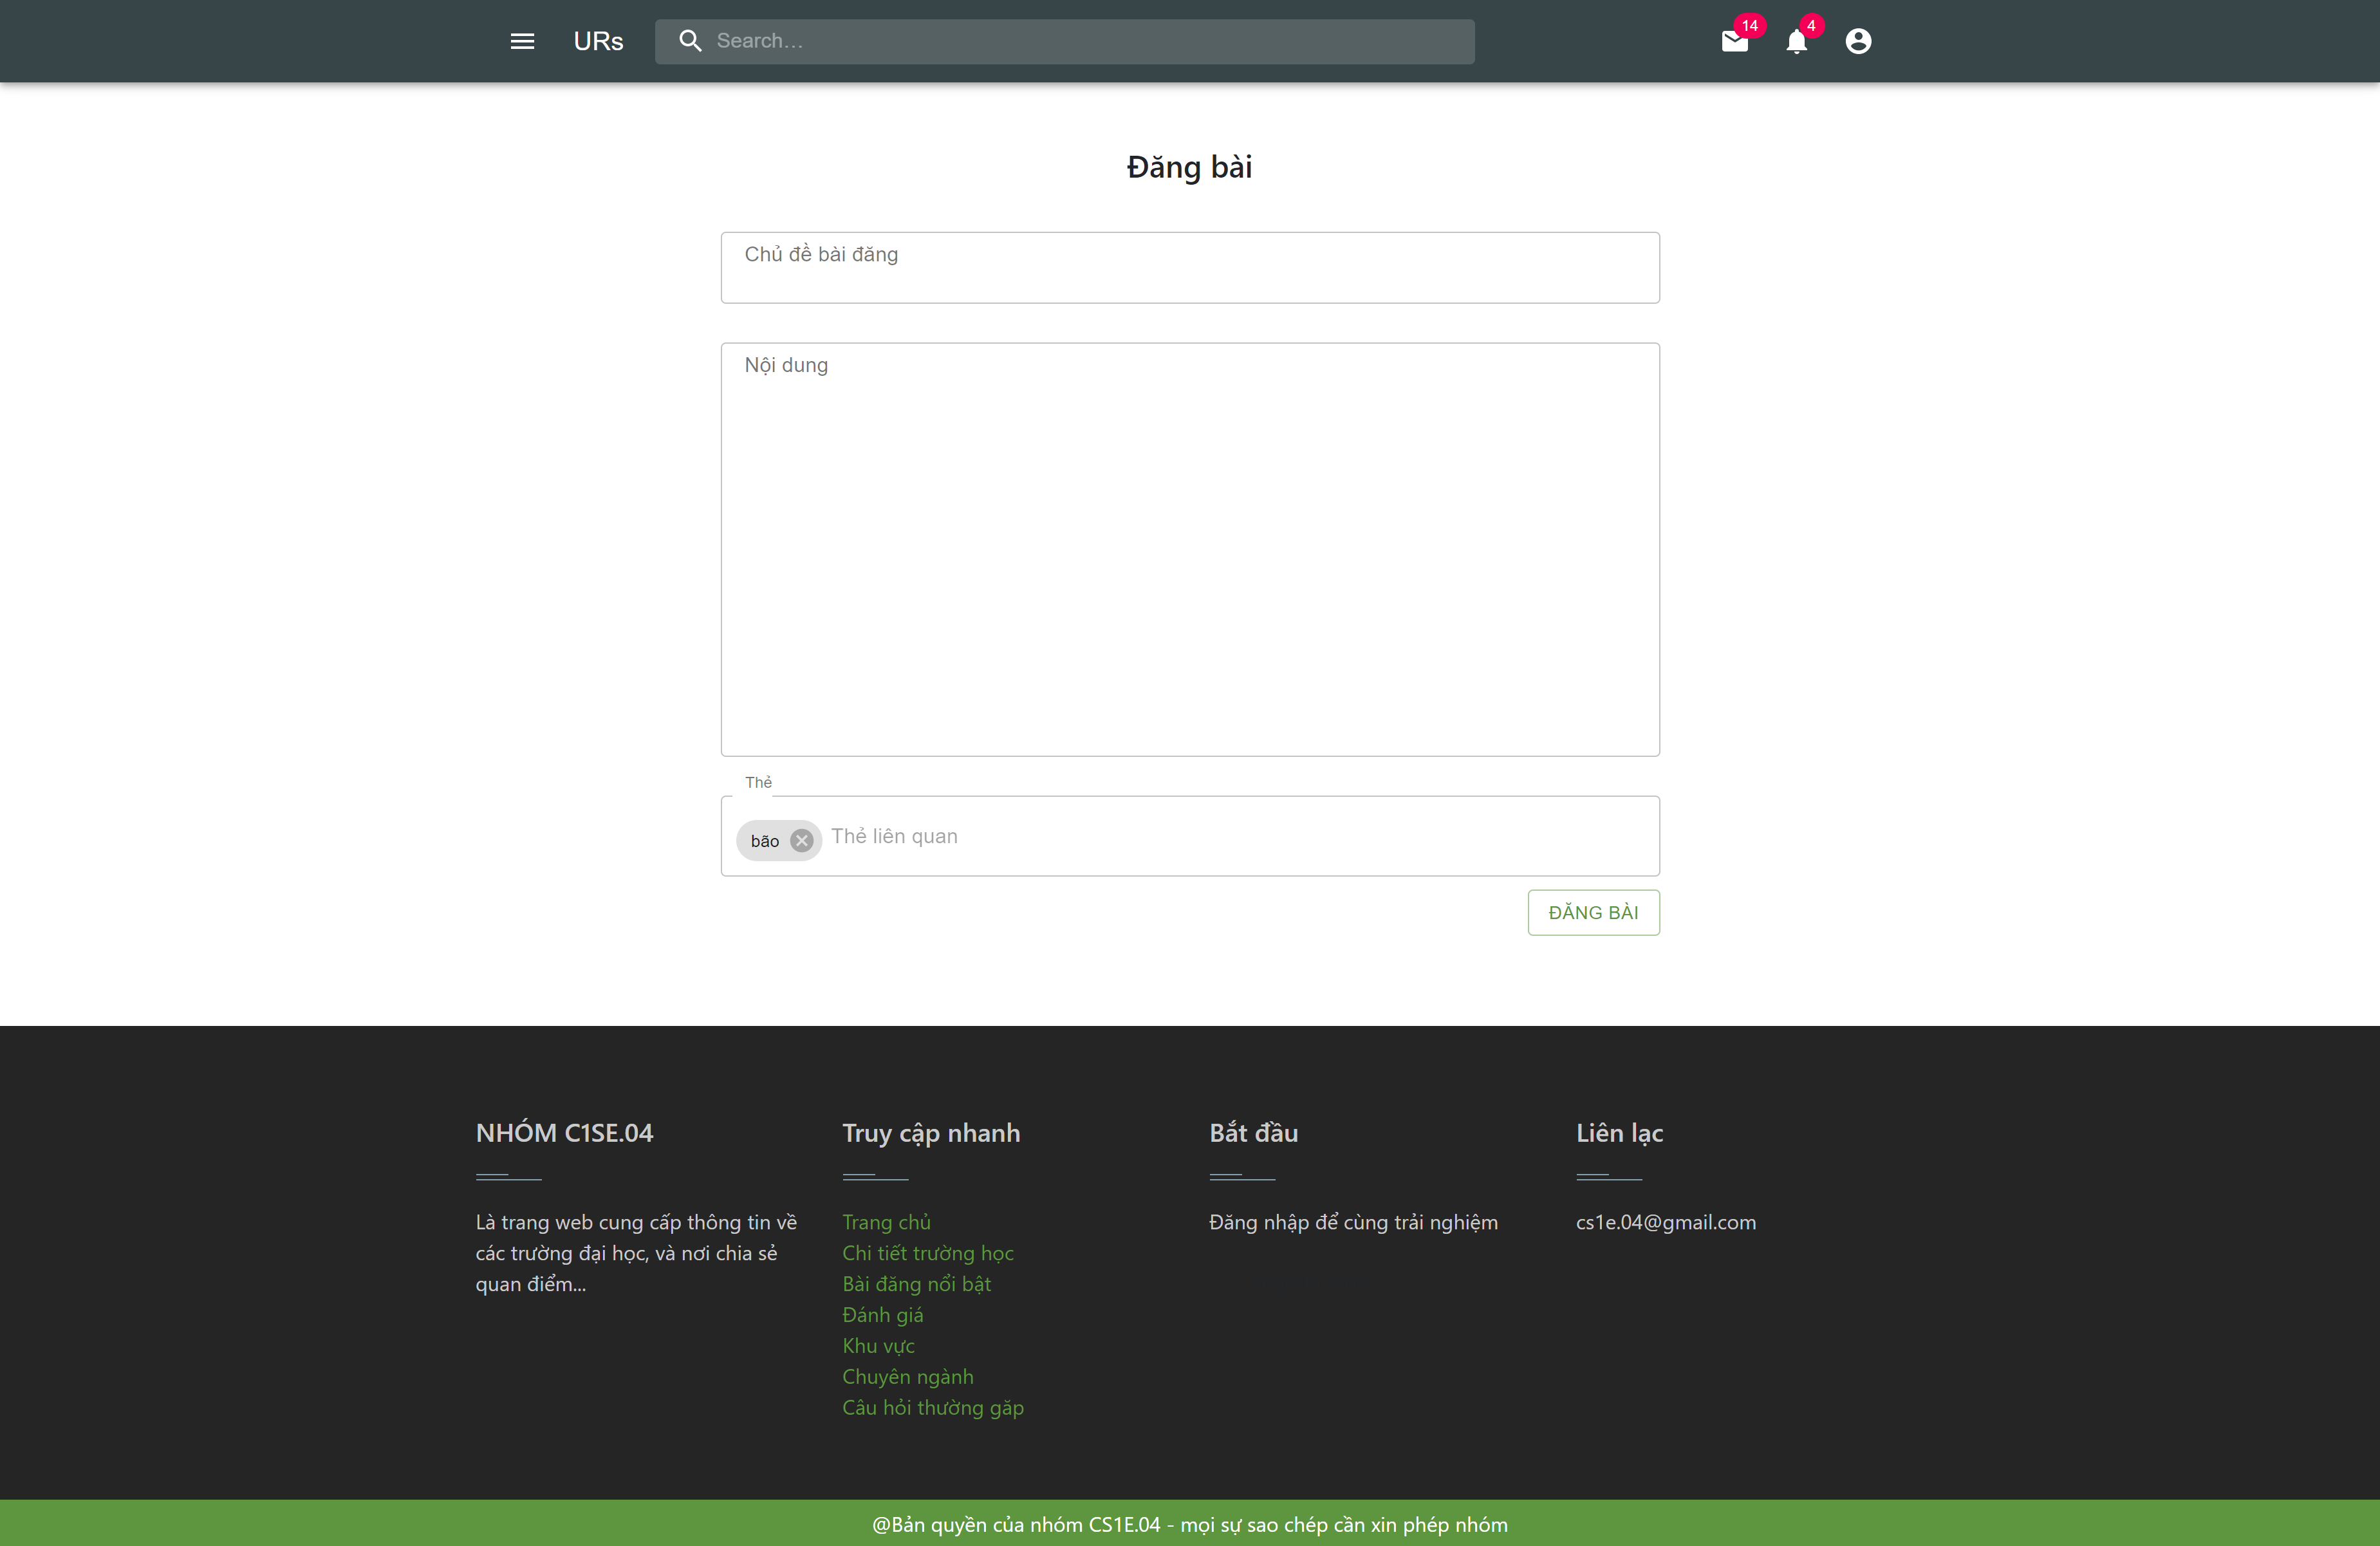 URs
Search...
14
4
Đăng bài
Chủ đề bài đăng
Nội dung
Thẻ
bão
Thẻ liên quan
ĐĂNG BÀI
NHÓM C1SE.04
Là trang web cung cấp thông tin về
các trường đại học, và nơi chia sẻ
quan điểm...
Truy cập nhanh
Trang chủ
Chi tiết trường học
Bài đăng nổi bật
Đánh giá
Khu vực
Chuyên ngành
Câu hỏi thường găp
Bắt đầu
Đăng nhập để cùng trải nghiệm
Liên lạc
cs1e.04@gmail.com
@Bản quyền của nhóm CS1E.04 - mọi sự sao chép cần xin phép nhóm